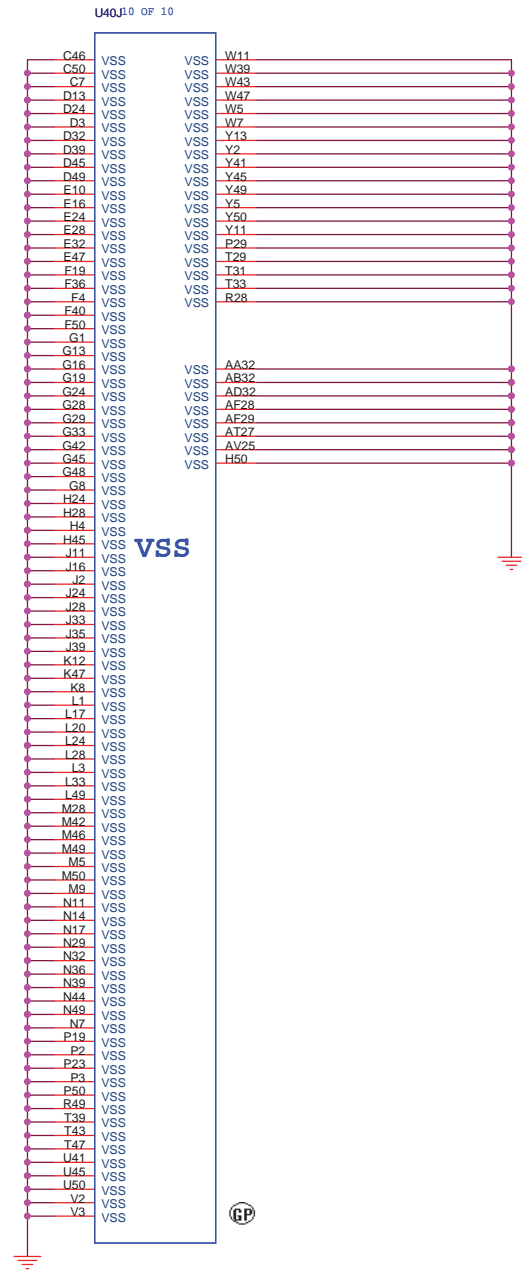 U40J 10 OF 10
C46 VSS VSS W11
C50 VSS VSS W39
C7 VSS VSS W43
D13 VSS VSS W47
D24 VSS VSS W5
D3 VSS VSS W7
D32 VSS VSS Y13
D39 VSS VSS Y2
D45 VSS VSS Y41
D49 VSS VSS Y45
E10 VSS VSS Y49
E16 VSS VSS Y5
E24 VSS VSS Y50
E28 VSS VSS Y11
E32 VSS VSS P29
E47 VSS VSS T29
F19 VSS VSS T31
F36 VSS VSS T33
F4 VSS VSS R28
F40 VSS
F50 VSS
G1 VSS
G13 VSS
G16 VSS VSS AA32
G19 VSS VSS AB32
G24 VSS VSS AD32
G28 VSS VSS AF28
G29 VSS VSS AF29
G33 VSS VSS AT27
G42 VSS VSS AV25
G45 VSS VSS H50
G48 VSS
G8 VSS
H24 VSS
H28 VSS
H4 VSS
H45 VSS VSS
J11 VSS
J16 VSS
J2 VSS
J24 VSS
J28 VSS
J33 VSS
J35 VSS
J39 VSS
K12 VSS
K47 VSS
K8 VSS
L1 VSS
L17 VSS
L20 VSS
L24 VSS
L28 VSS
L3 VSS
L33 VSS
L49 VSS
M28 VSS
M42 VSS
M46 VSS
M49 VSS
M5 VSS
M50 VSS
M9 VSS
N11 VSS
N14 VSS
N17 VSS
N29 VSS
N32 VSS
N36 VSS
N39 VSS
N44 VSS
N49 VSS
N7 VSS
P19 VSS
P2 VSS
P23 VSS
P3 VSS
P50 VSS
R49 VSS
T39 VSS
T43 VSS
T47 VSS
U41 VSS
U45 VSS
U50 VSS
V2 VSS
V3 VSS
GP